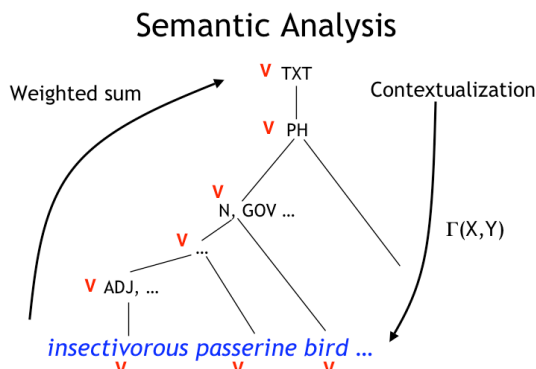 Semantic Analysis
V TXT
Weighted sum
Contextualization
V PH
V
N, GOV ...
Γ(X,Y)
V ...
V ADJ, ...
insectivorous passerine bird ...
V V V